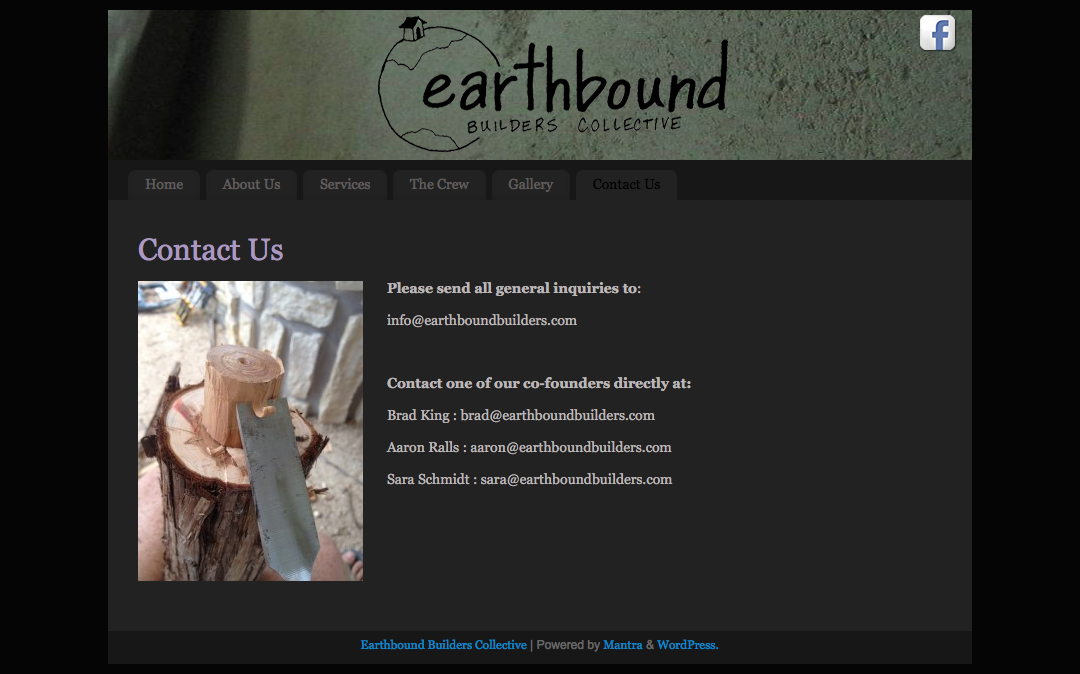 earthbound
BUILDERS COLLECTIVE
f
Home
About Us
Services
The Crew
Gallery
Contact Us
Contact Us
Please send all general inquiries to:
info@earthboundbuilders.com
Contact one of our co-founders directly at:
Brad King : brad@earthboundbuilders.com
Aaron Ralls : aaron@earthboundbuilders.com
Sara Schmidt : sara@earthboundbuilders.com
Earthbound Builders Collective | Powered by Mantra & WordPress.